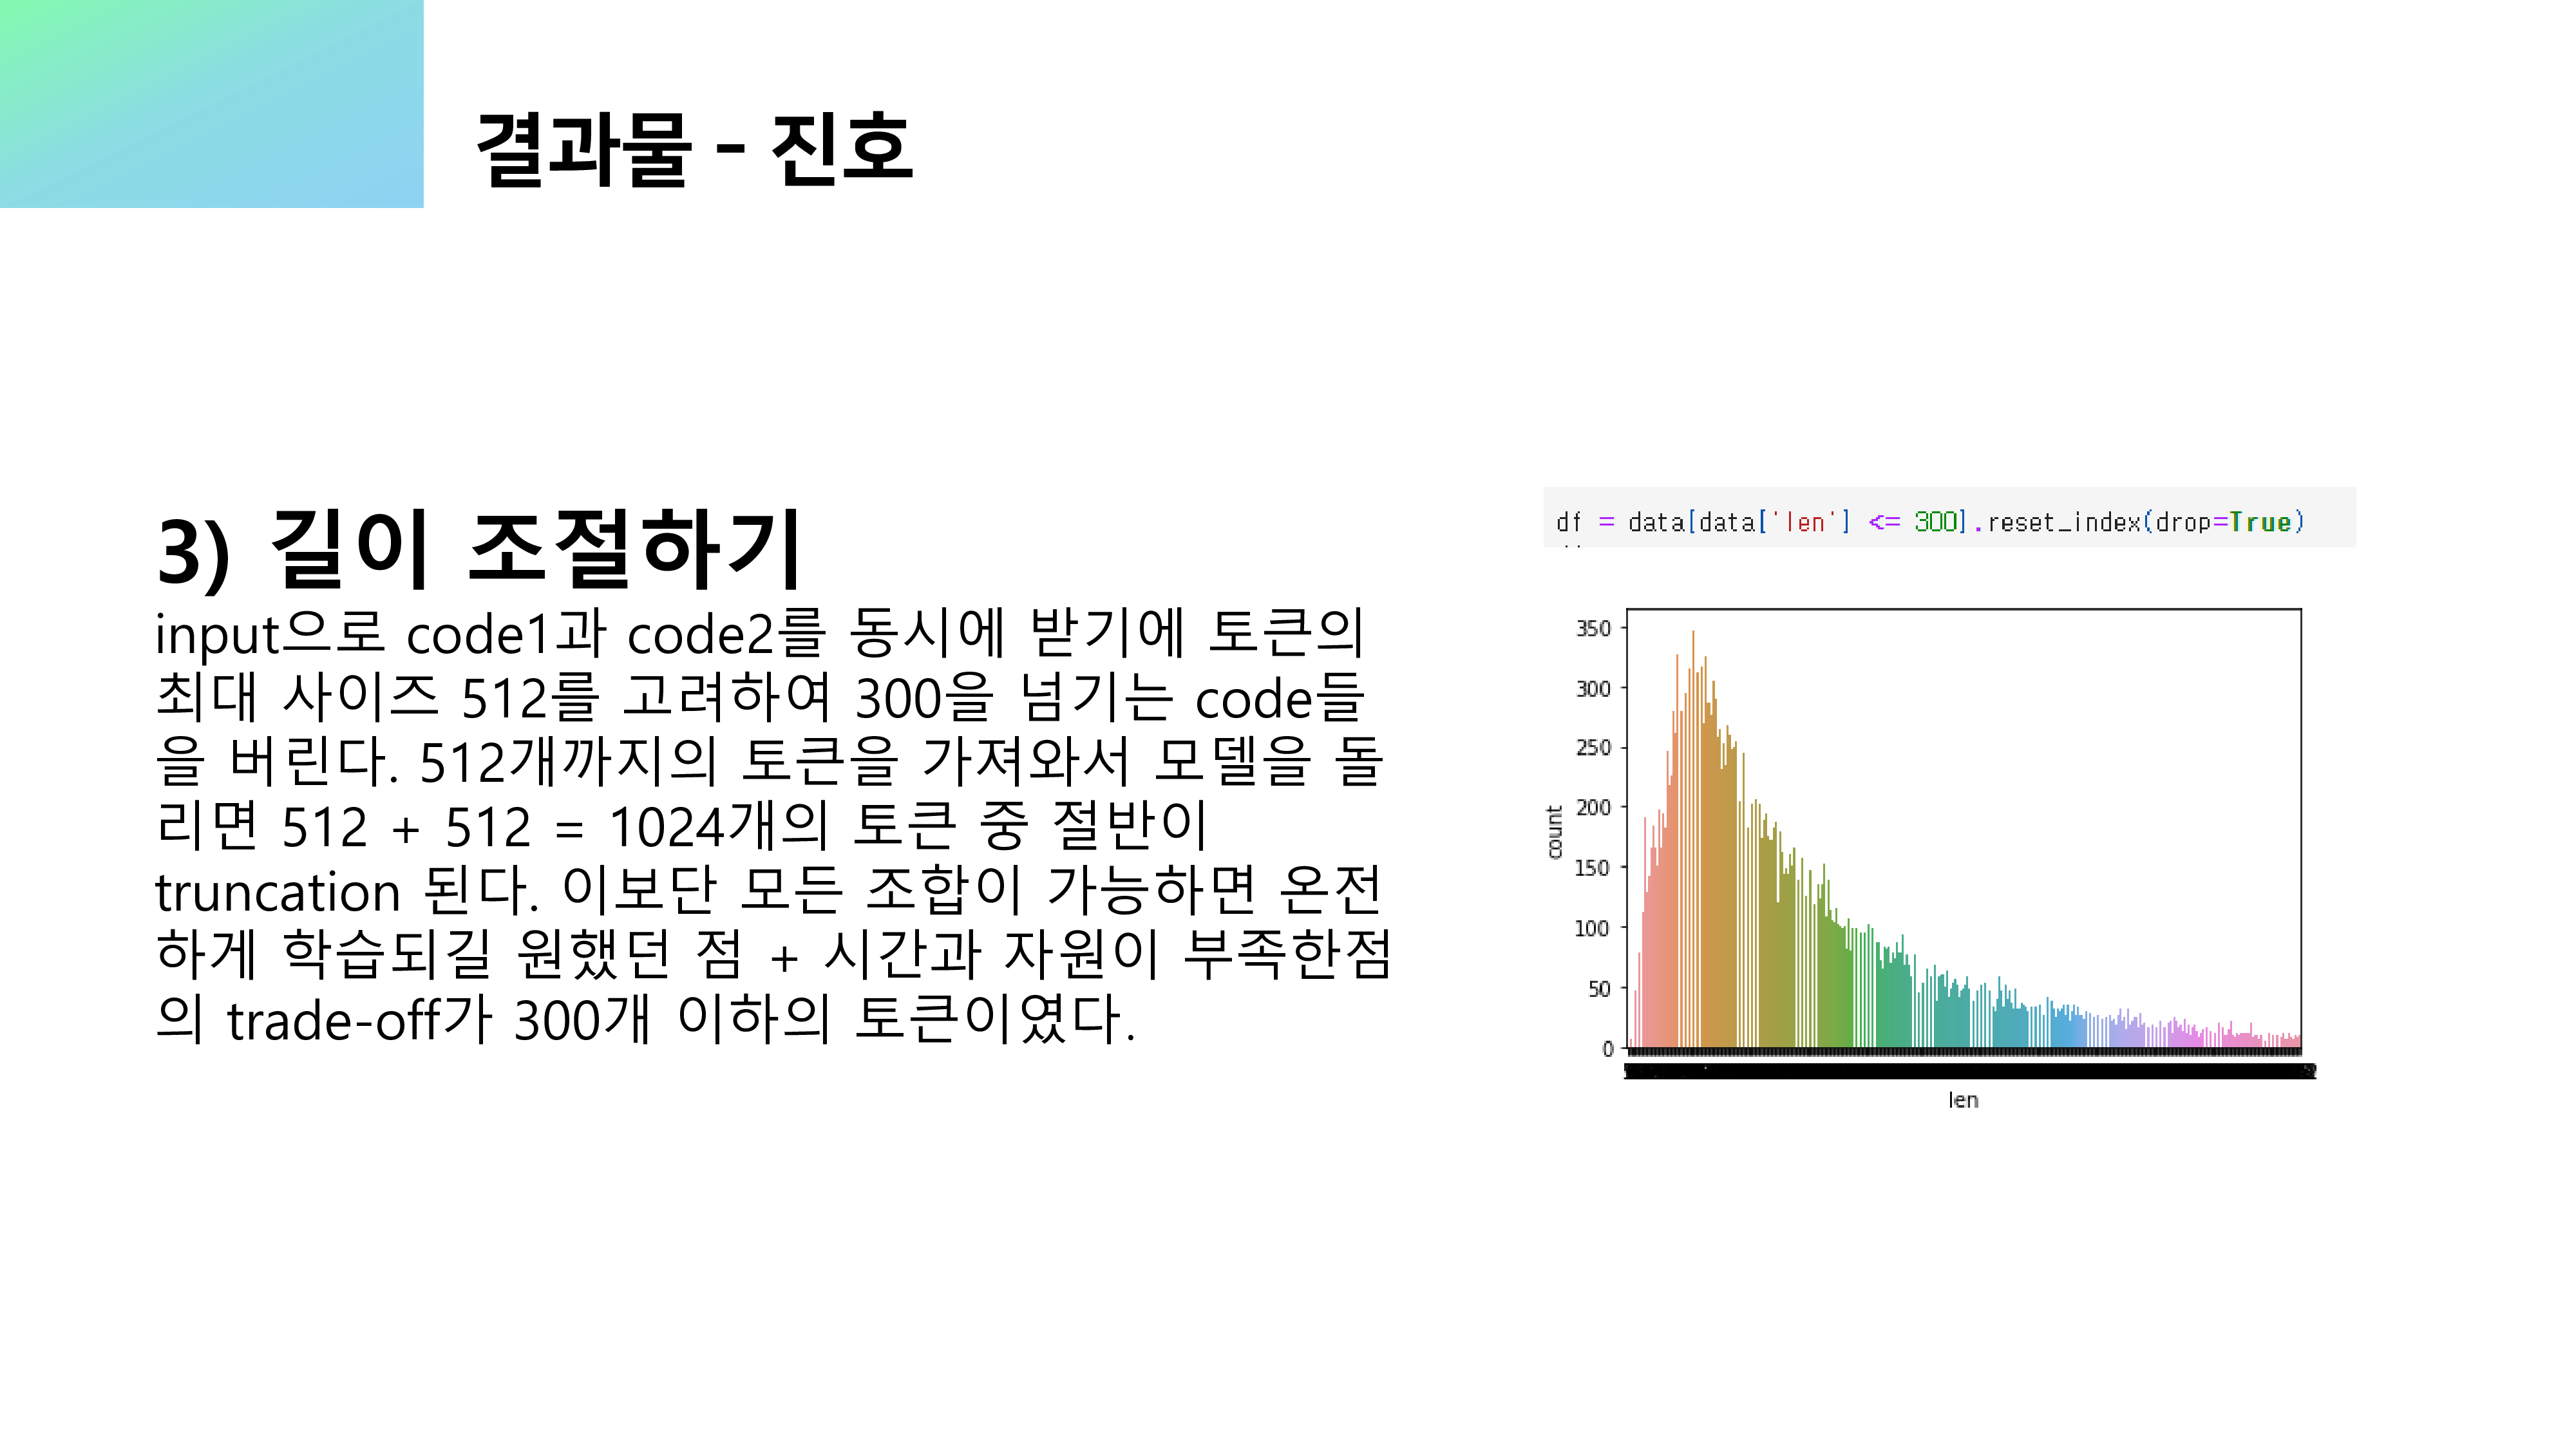 결과물 – 진호
3) 길이 조절하기
input으로 code1과 code2를 동시에 받기에 토큰의
최대 사이즈 512를 고려하여 300을 넘기는 code들
을 버린다. 512개까지의 토큰을 가져와서 모델을 돌
리면 512 + 512 = 1024개의 토큰 중 절반이
truncation 된다. 이보단 모든 조합이 가능하면 온전
하게 학습되길 원했던 점 + 시간과 자원이 부족한점
의 trade-off가 300개 이하의 토큰이였다.
df = data[data['len'] <= 300].reset_index(drop=True)
350
300
250
200
150
100
50
0
count
len